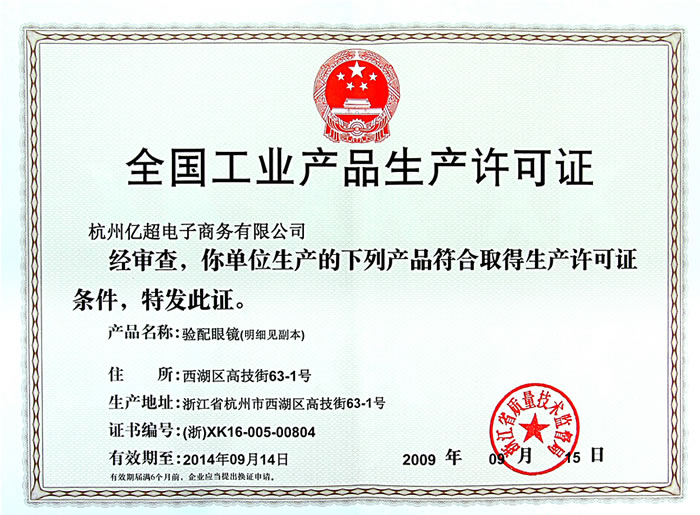 全国工业产品生产许可证
杭州亿超电子商务有限公司
经审查，你单位生产的下列产品符合取得生产许可证
条件，特发此证。
产品名称：验配眼镜(明细见副本)
住　　所：西湖区高技街63-1号
生产地址：浙江省杭州市西湖区高技街63-1号
证书编号：(浙)XK16-005-00804
有效期至：2014年09月14日
有效期届满6个月前，企业应当提出换证申请。
浙江省质量技术监督局
2009 年 09 月 15 日